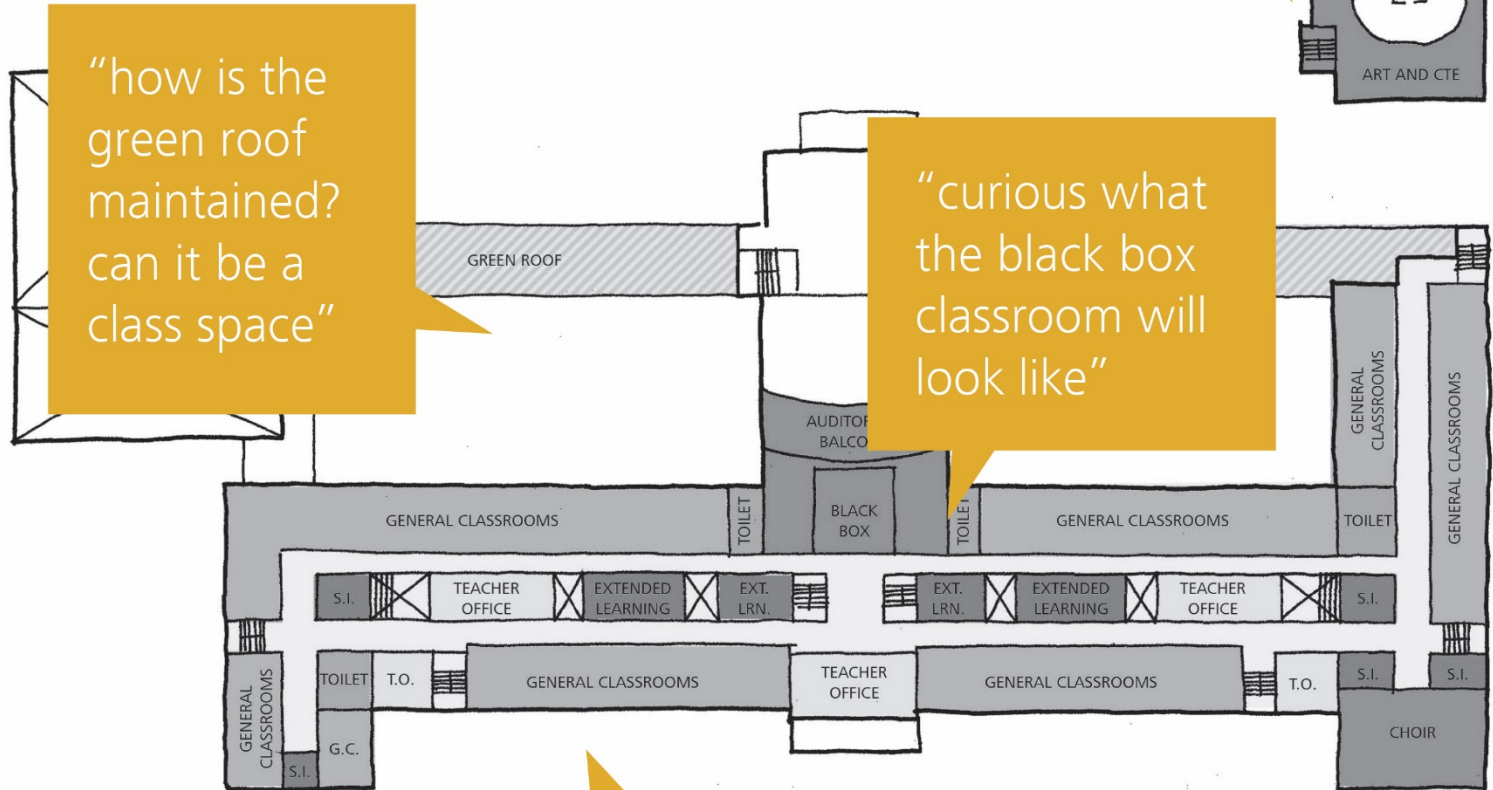 “how is the
green roof
maintained?
can it be a
class space”
ART AND CTE
“curious what
the black box
classroom will
look like”
GREEN ROOF
GENERAL
CLASSROOMS
GENERAL CLASSROOMS
AUDITOR
BALCO
GENERAL CLASSROOMS
TOILET
BLACK
BOX
TOILET
GENERAL CLASSROOMS
TOILET
S.I.
TEACHER
OFFICE
EXTENDED
LEARNING
EXT.
LRN.
EXT.
LRN.
EXTENDED
LEARNING
TEACHER
OFFICE
S.I.
GENERAL
CLASSROOMS
TOILET
T.O.
GENERAL CLASSROOMS
TEACHER
OFFICE
GENERAL CLASSROOMS
T.O.
S.I.
S.I.
G.C.
S.I.
CHOIR